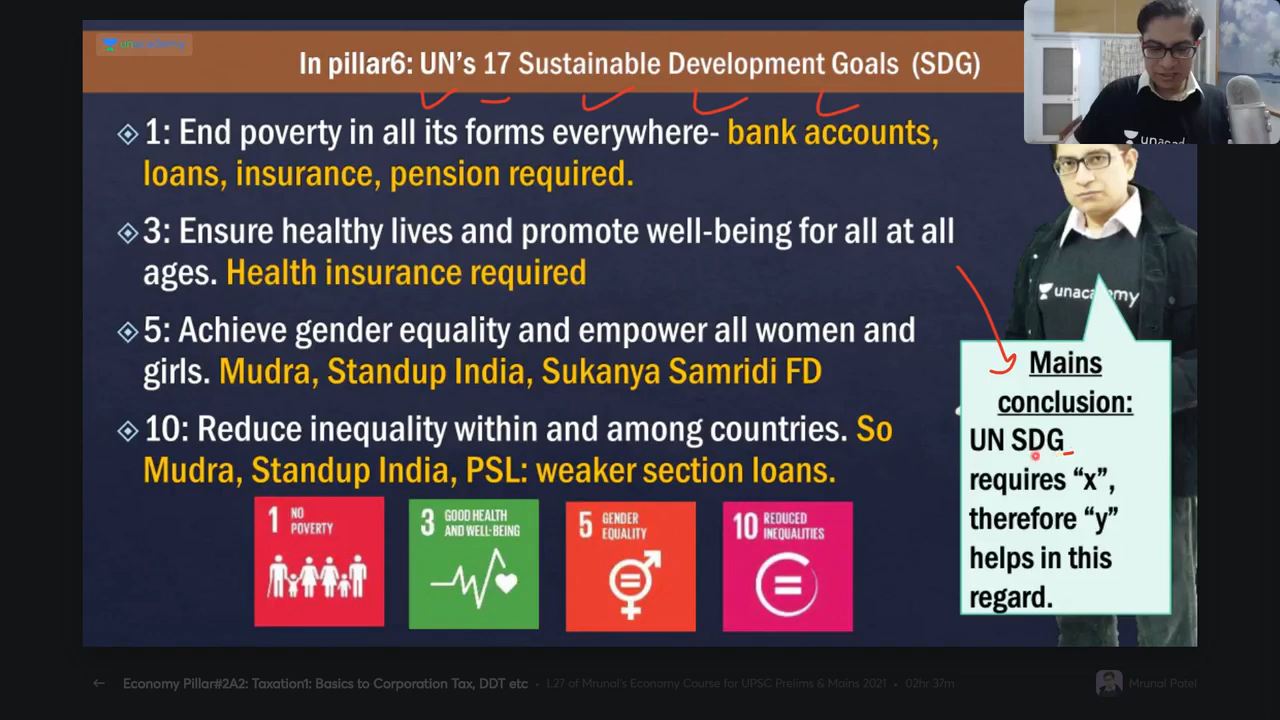 unacademy
In pillar6: UN's 17 Sustainable Development Goals (SDG)
1: End poverty in all its forms everywhere- bank accounts,
loans, insurance, pension required.
3: Ensure healthy lives and promote well-being for all at all
ages. Health insurance required
5: Achieve gender equality and empower all women and
girls. Mudra, Standup India, Sukanya Samridi FD
10: Reduce inequality within and among countries. So
Mudra, Standup India, PSL: weaker section loans.
1 NO
POVERTY
3 GOOD HEALTH
AND WELL-BEING
5 GENDER
EQUALITY
10 REDUCED
INEQUALITIES
unacademy
Mains
conclusion:
UN SDG
requires "x",
therefore "y"
helps in this
regard.
Economy Pillar#2A2: Taxation1: Basics to Corporation Tax, DDT etc • L27 of Mrunal's Economy Course for UPSC Prelims & Mains 2021 • 02hr 37m
Mrunal Patel